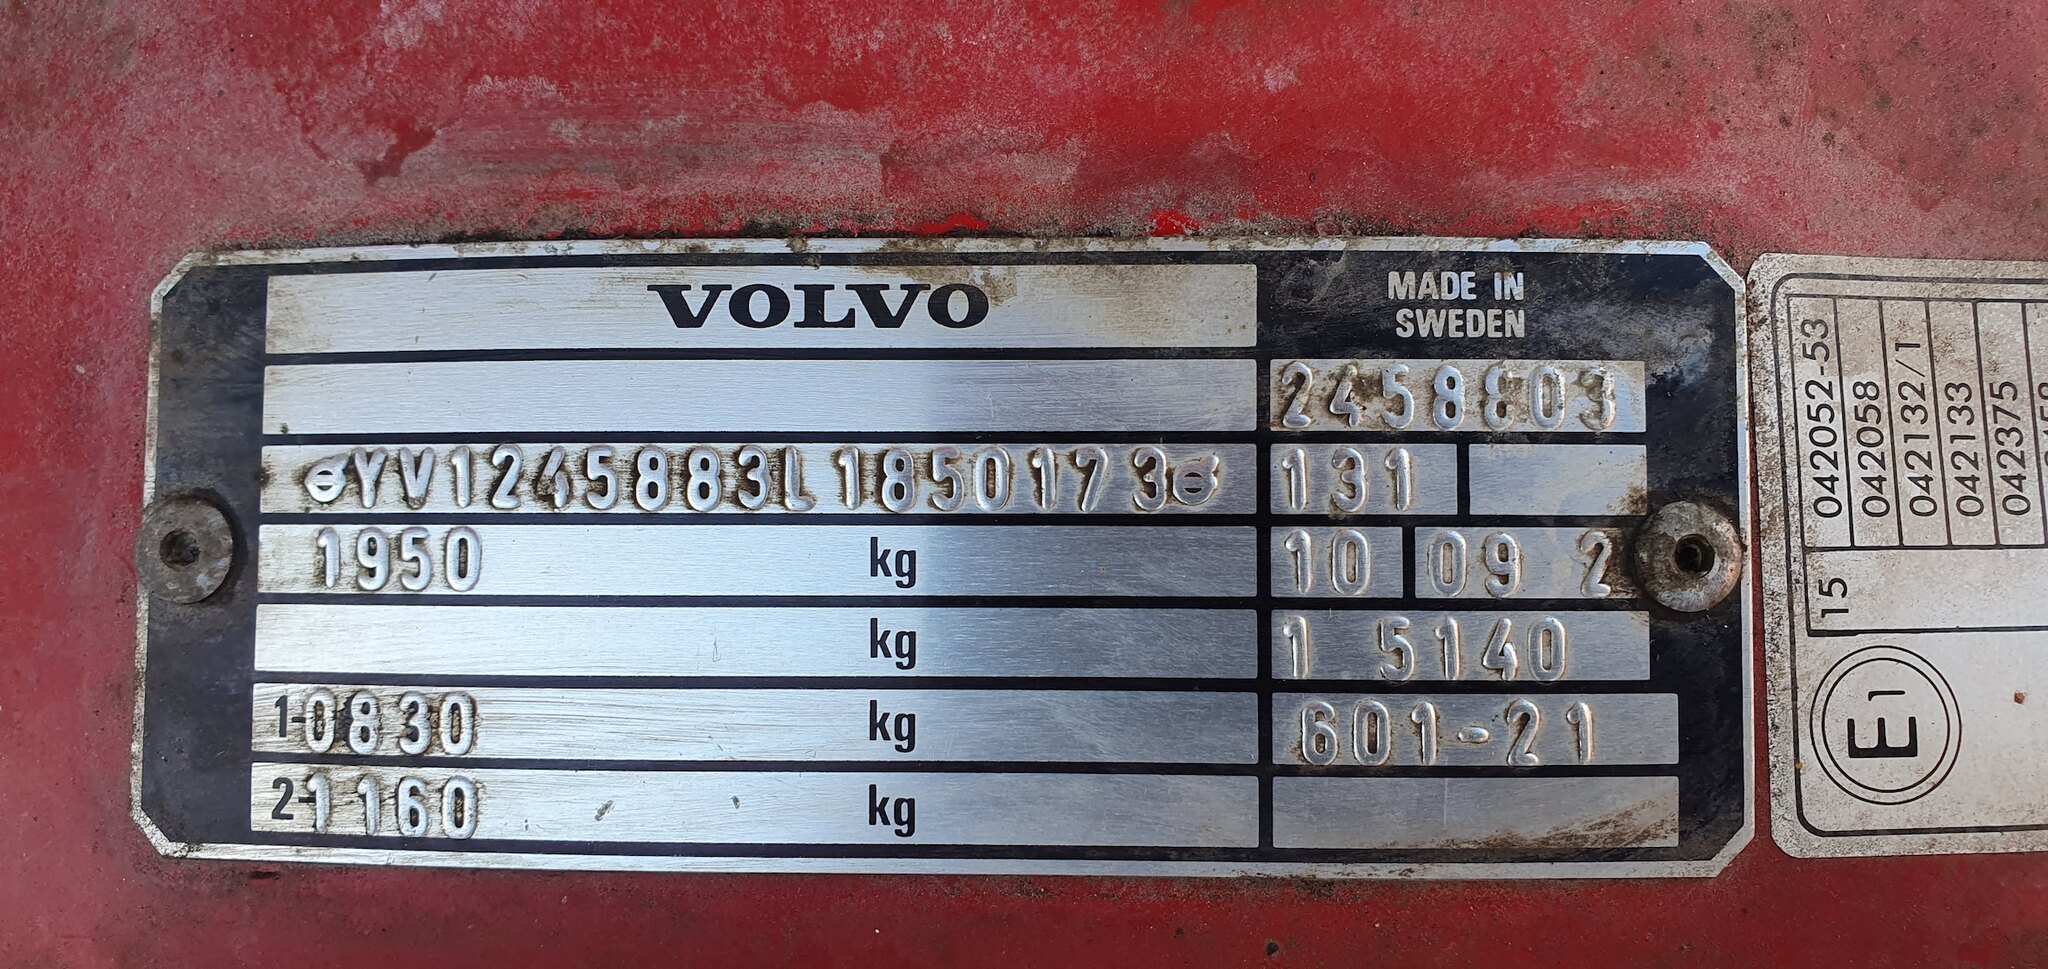 VOLVO
MADE IN
SWEDEN
2458803
YV1245883L1850173
131
1950 kg
10 09 2
kg
1 5140
1-0830 kg
601-21
2-1160 kg
042052-53
042058
042132/1
042133
042375
15
E1